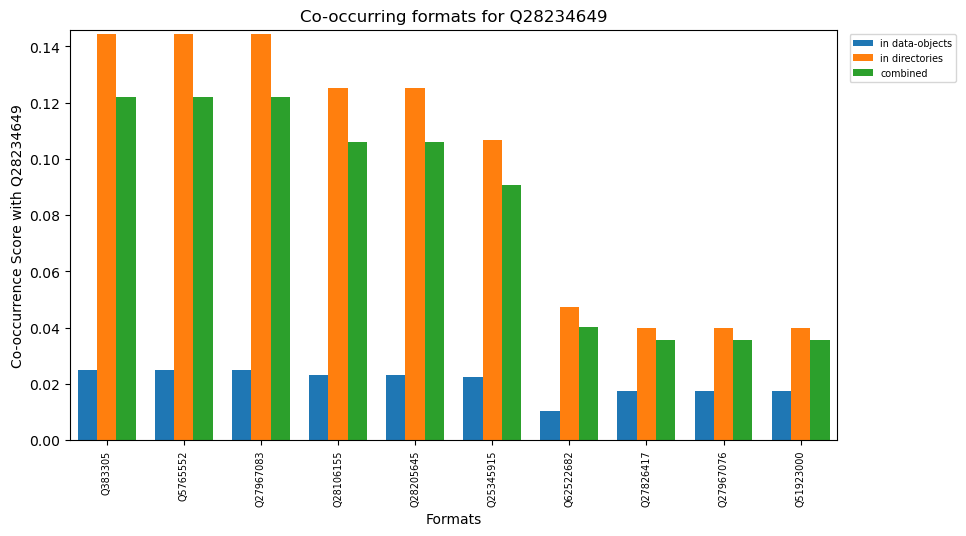 Co-occurring formats for Q28234649
Co-occurrence Score with Q28234649
0.14
0.12
0.10
0.08
0.06
0.04
0.02
0.00
Q383305
Q5765552
Q27967083
Q28106155
Q28205645
Q25345915
Q62522682
Q27826417
Q27967076
Q51923000
Formats
in data-objects
in directories
combined